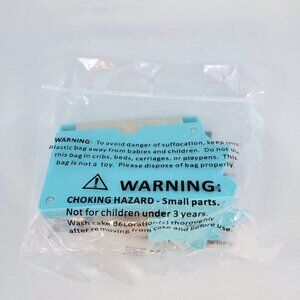 WARNING: To avoid danger of suffocation, keep this
plastic bag away from babies and children. Do not use
this bag in cribs, beds, carriages, or playpens. This
bag is not a toy. Please dispose of bag properly.
WARNING:
CHOKING HAZARD - Small parts.
Not for children under 3 years.
Wash cake decoration(s) thoroughly
after removing from cake and before use.